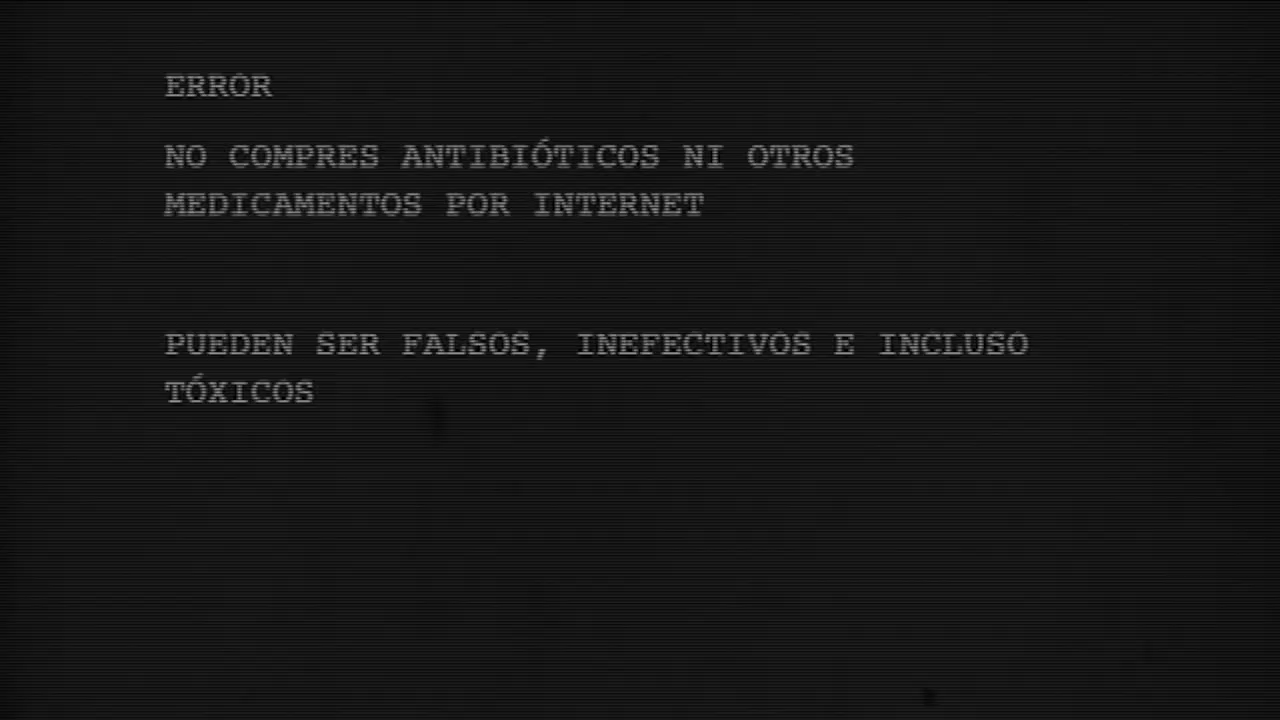 ERROR
NO COMPRES ANTIBIÓTICOS NI OTROS
MEDICAMENTOS POR INTERNET
PUEDEN SER FALSOS, INEFECTIVOS E INCLUSO
TÓXICOS